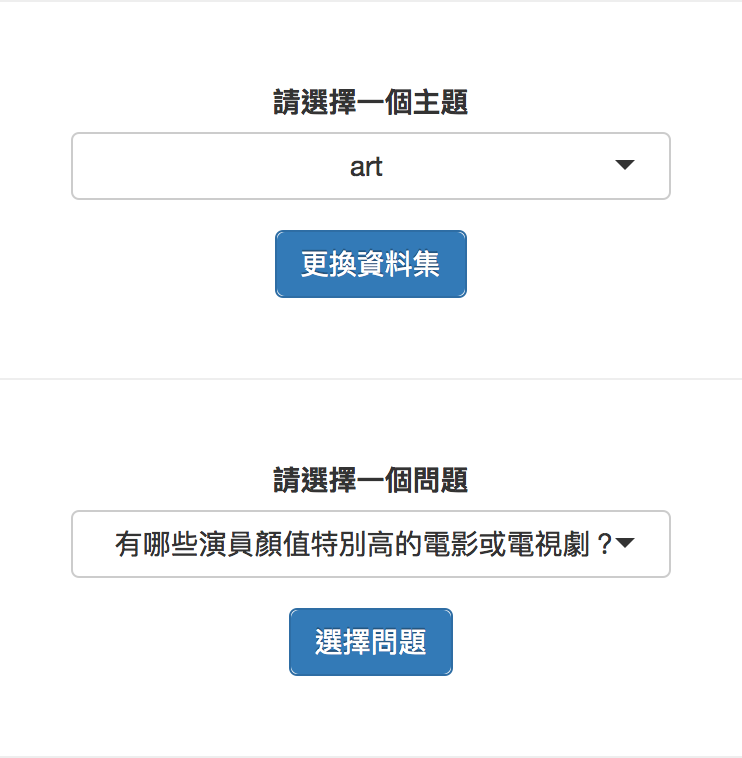 請選擇一個主題
art
更換資料集
請選擇一個問題
有哪些演員顏值特別高的電影或電視劇？
選擇問題